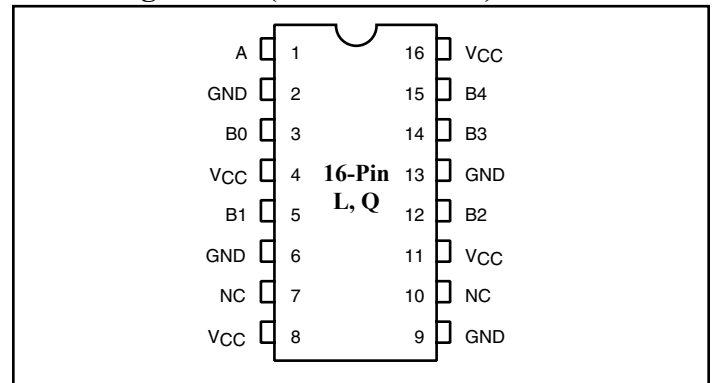 A 1 16 VCC
GND 2 15 B4
B0 3 14 B3
VCC 4 16-Pin 13 GND
B1 5 L, Q 12 B2
GND 6 11 VCC
NC 7 10 NC
VCC 8 9 GND